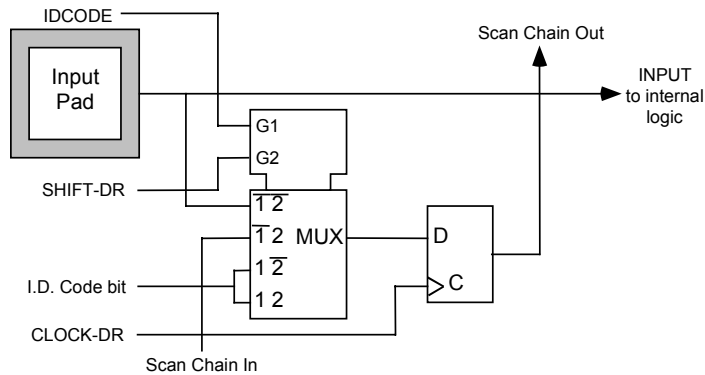 IDCODE
Scan Chain Out
Input
Pad
INPUT
to internal
logic
G1
G2
SHIFT-DR
1̅ 2̅
1̅ 2
MUX
D
1 2̅
I.D. Code bit
1 2
C
CLOCK-DR
Scan Chain In